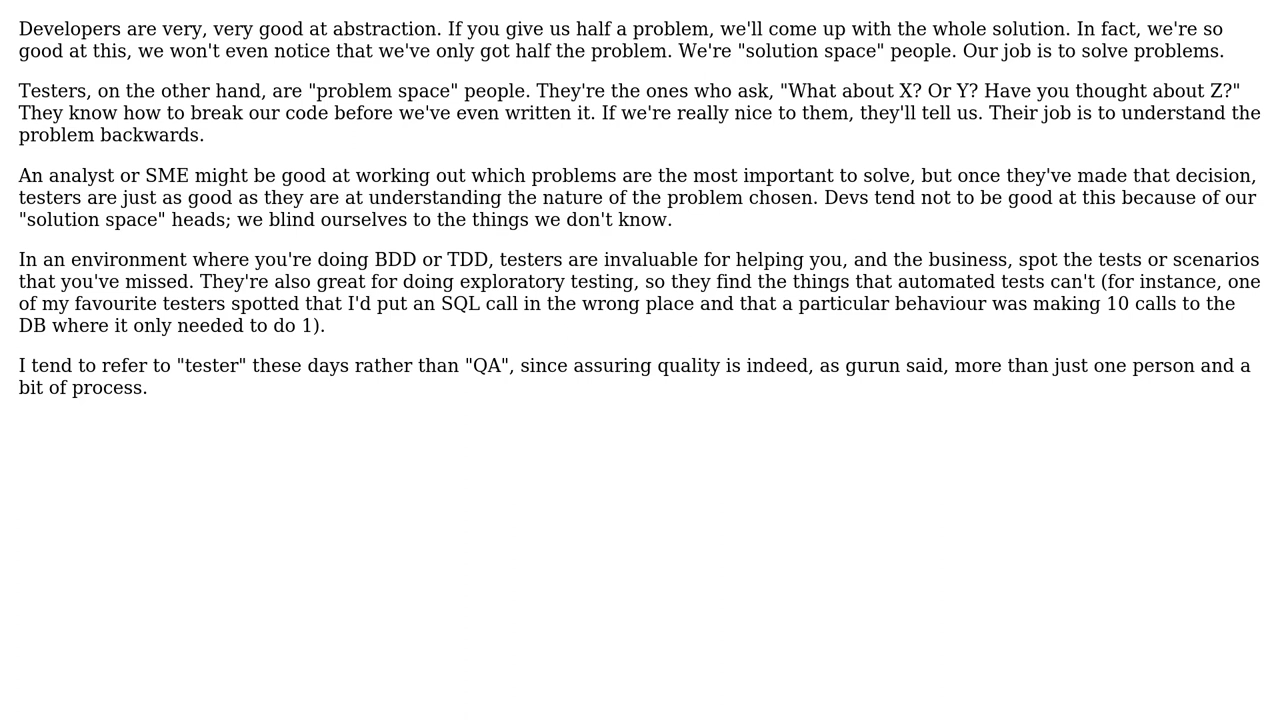 Developers are very, very good at abstraction. If you give us half a problem, we'll come up with the whole solution. In fact, we're so
good at this, we won't even notice that we've only got half the problem. We're "solution space" people. Our job is to solve problems.
Testers, on the other hand, are "problem space" people. They're the ones who ask, "What about X? Or Y? Have you thought about Z?"
They know how to break our code before we've even written it. If we're really nice to them, they'll tell us. Their job is to understand the
problem backwards.
An analyst or SME might be good at working out which problems are the most important to solve, but once they've made that decision,
testers are just as good as they are at understanding the nature of the problem chosen. Devs tend not to be good at this because of our
"solution space" heads; we blind ourselves to the things we don't know.
In an environment where you're doing BDD or TDD, testers are invaluable for helping you, and the business, spot the tests or scenarios
that you've missed. They're also great for doing exploratory testing, so they find the things that automated tests can't (for instance, one
of my favourite testers spotted that I'd put an SQL call in the wrong place and that a particular behaviour was making 10 calls to the
DB where it only needed to do 1).
I tend to refer to "tester" these days rather than "QA", since assuring quality is indeed, as gurun said, more than just one person and a
bit of process.